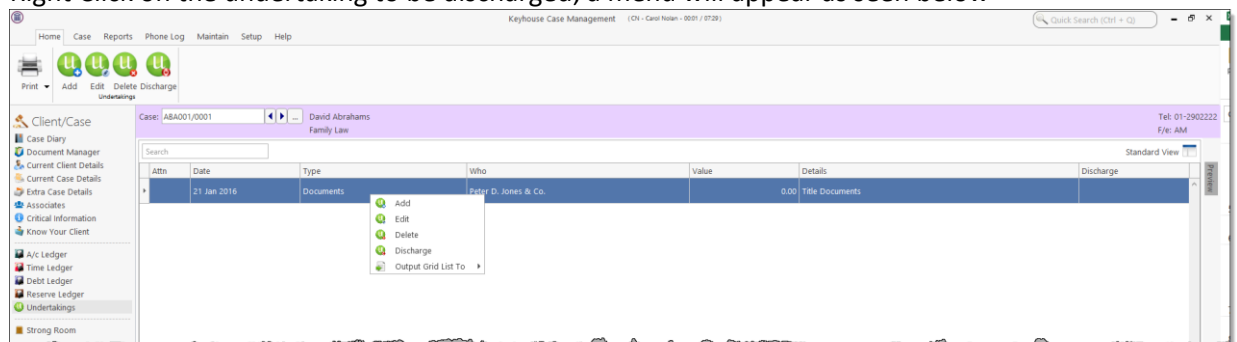 Right Click on the undertaking to be discharged, a menu will appear as seen below
Keyhouse Case Management (CN - Carol Nolan - 00:01 / 07:29)
Quick Search (Ctrl + Q)
Home Case Reports Phone Log Maintain Setup Help
Print Add Edit Delete Discharge
Undertakings
Client/Case
Case: ABA001/0001 ... David Abrahams Tel: 01-2902222
Family Law F/e: AM
Case Diary
Document Manager
Search Standard View
Current Client Details
Attn Date Type Who Value Details Discharge
Preview
Current Case Details
Extra Case Details
21 Jan 2016 Documents Peter D. Jones & Co. 0.00 Title Documents
Associates
Critical Information
Know Your Client
Add
Edit
Delete
Discharge
Output Grid List To
A/c Ledger
Time Ledger
Debt Ledger
Reserve Ledger
Undertakings
Strong Room